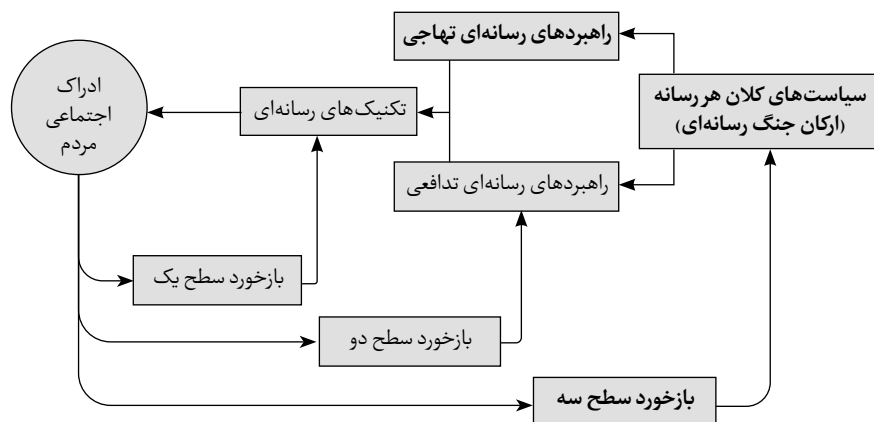 راهبردهای رسانه‌ای تهاجی
سیاست‌های کلان هر رسانه
(ارکان جنگ رسانه‌ای)
تکنیک‌های رسانه‌ای
ادراک
اجتماعی
مردم
راهبردهای رسانه‌ای تدافعی
بازخورد سطح یک
بازخورد سطح دو
بازخورد سطح سه